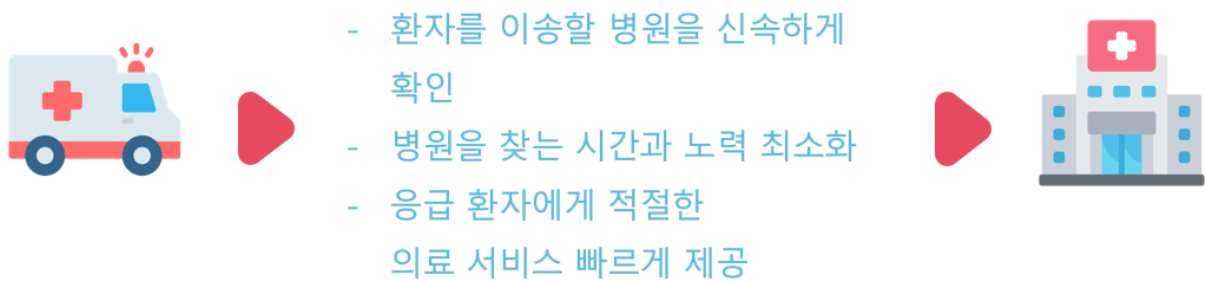 - 환자를 이송할 병원을 신속하게
확인
- 병원을 찾는 시간과 노력 최소화
- 응급 환자에게 적절한
의료 서비스 빠르게 제공